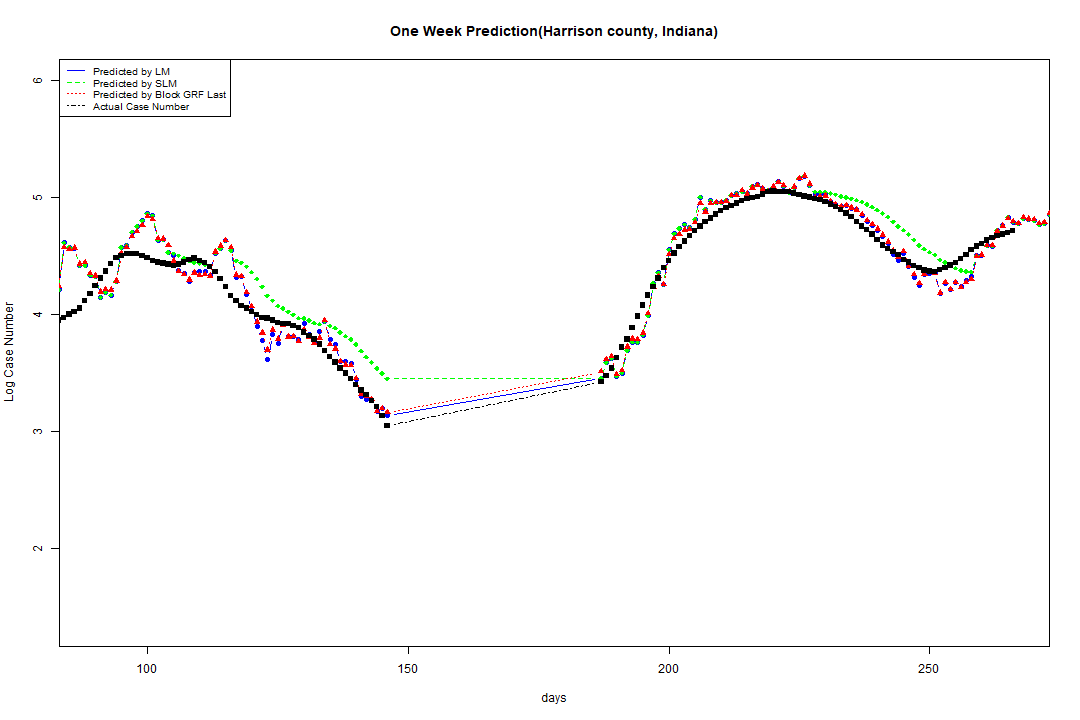 One Week Prediction(Harrison county, Indiana)
Predicted by LM
Predicted by SLM
Predicted by Block GRF Last
Actual Case Number
6
5
4
3
2
Log Case Number
100 150 200 250
days